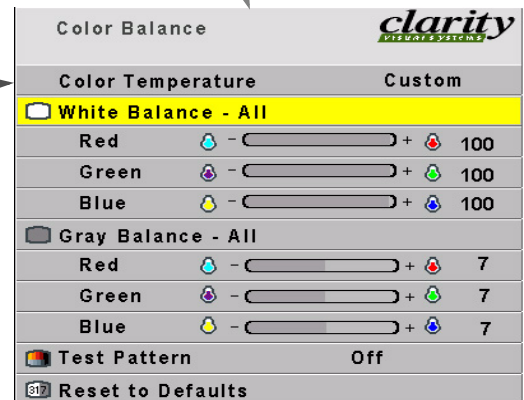 Color Balance
clarity
visual systems
Color Temperature Custom
White Balance - All
Red - + 100
Green - + 100
Blue - + 100
Gray Balance - All
Red - + 7
Green - + 7
Blue - + 7
Test Pattern Off
317 Reset to Defaults